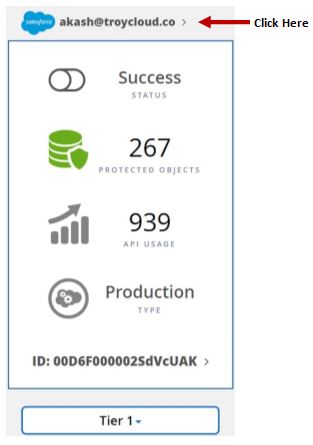 salesforce akash@troycloud.co > Click Here
Success
STATUS
267
PROTECTED OBJECTS
939
API USAGE
Production
TYPE
ID: 00D6F000002SdVcUAK >
Tier 1